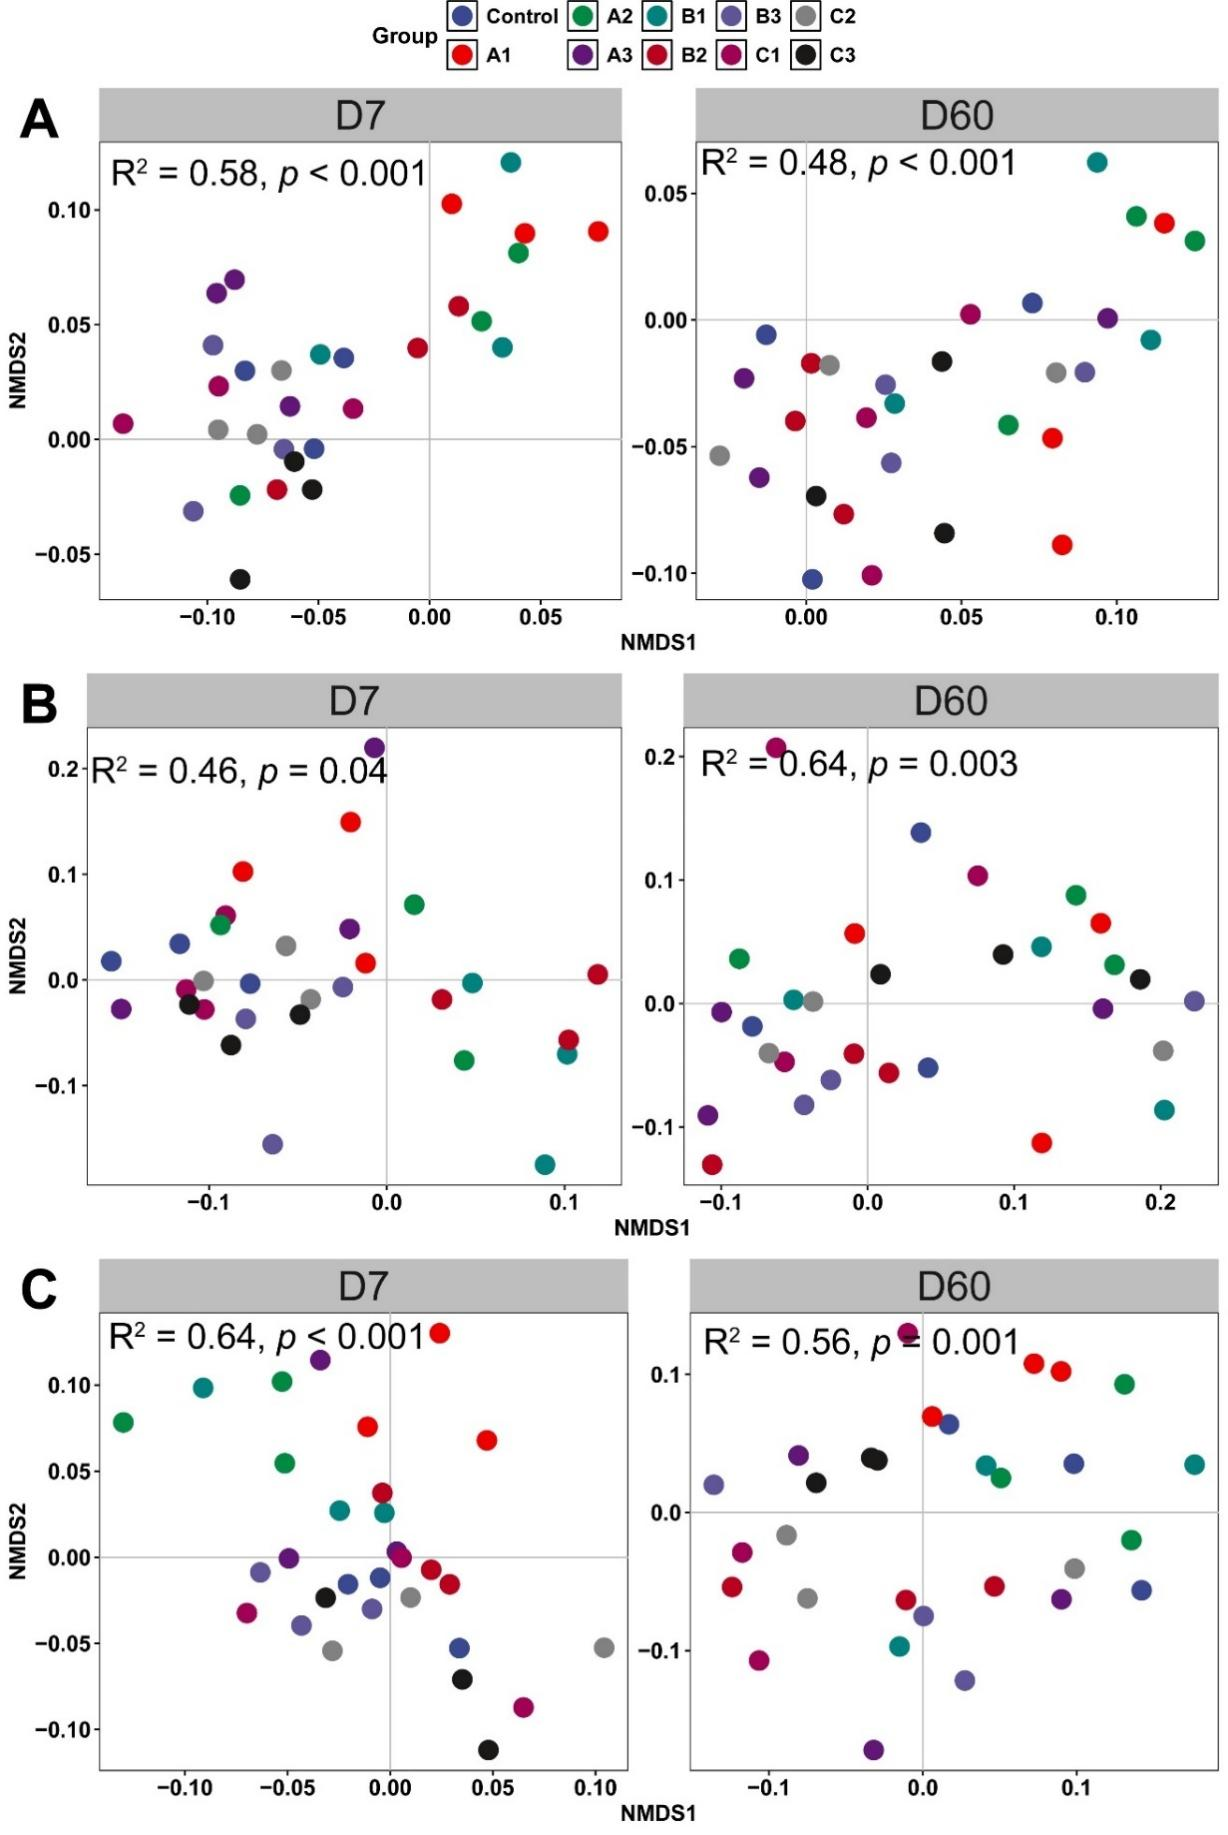 Group
Control A2 B1 B3 C2
A1 A3 B2 C1 C3
A
D7 D60
R² = 0.58, p < 0.001
R² = 0.48, p < 0.001
NMDS2
0.10
0.05
0.00
−0.05
−0.10 −0.05 0.00 0.05
0.05
0.00
−0.05
−0.10
0.00 0.05 0.10
NMDS1
B
D7 D60
R² = 0.46, p = 0.04
R² = 0.64, p = 0.003
NMDS2
0.2
0.1
0.0
−0.1
−0.1 0.0 0.1
0.2
0.1
0.0
−0.1
−0.1 0.0 0.1 0.2
NMDS1
C
D7 D60
R² = 0.64, p < 0.001
R² = 0.56, p = 0.001
NMDS2
0.10
0.05
0.00
−0.05
−0.10
−0.10 −0.05 0.00 0.05 0.10
0.1
0.0
−0.1
−0.1 0.0 0.1
NMDS1